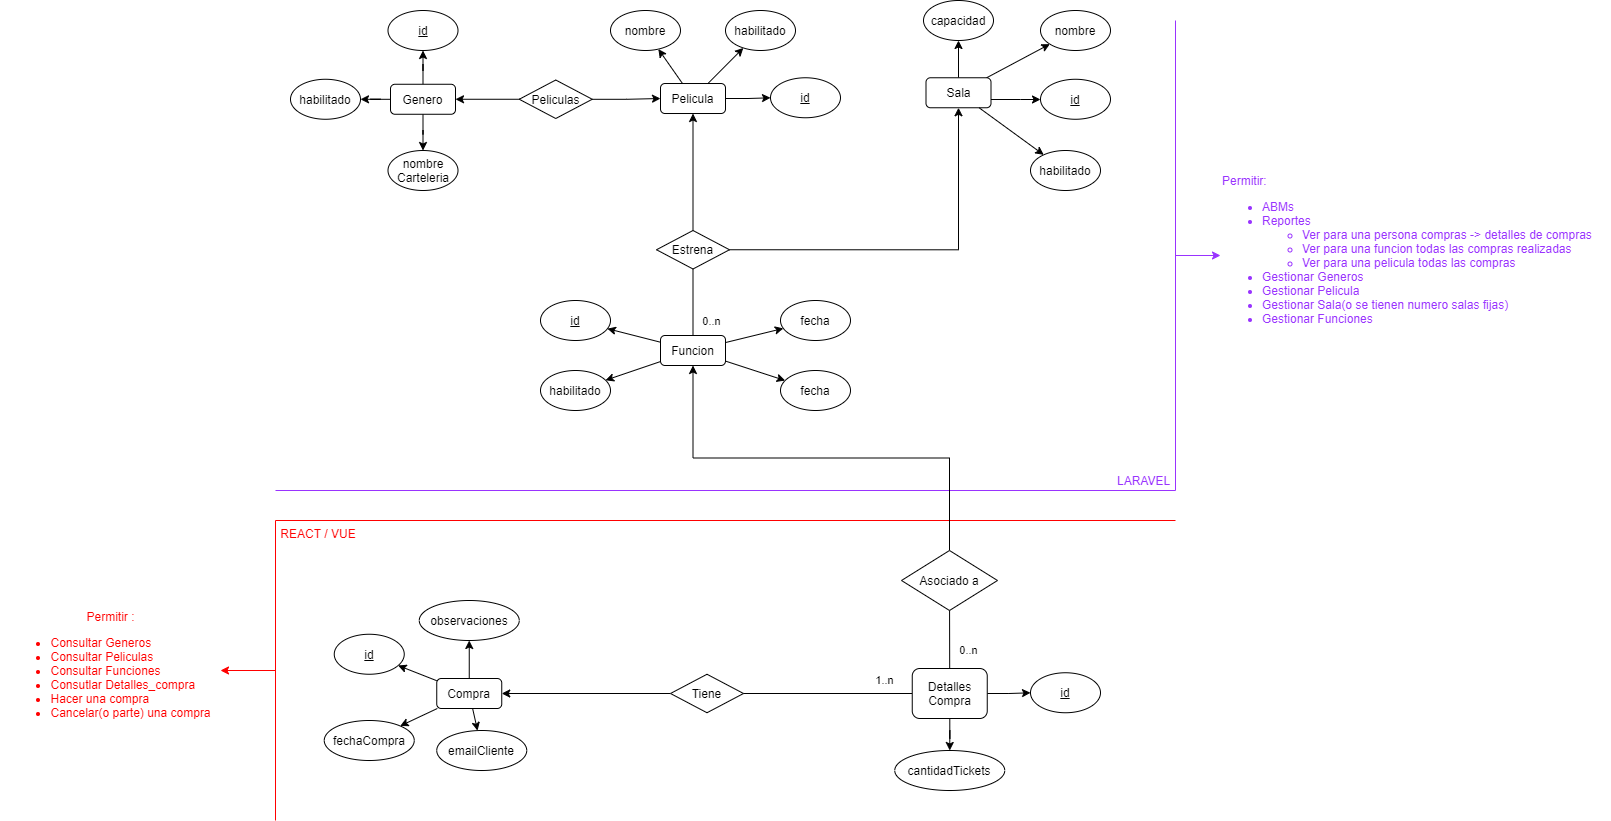 capacidad
id
nombre
habilitado
nombre
habilitado
Genero
Peliculas
Pelicula
id
Sala
id
nombre
Carteleria
habilitado
Permitir:
ABMs
Reportes
Ver para una persona compras -> detalles de compras
Ver para una funcion todas las compras realizadas
Ver para una pelicula todas las compras
Gestionar Generos
Gestionar Pelicula
Gestionar Sala(o se tienen numero salas fijas)
Gestionar Funciones
Estrena
id
0..n
fecha
Funcion
habilitado
fecha
LARAVEL
REACT / VUE
Asociado a
Permitir :
Consultar Generos
Consultar Peliculas
Consultar Funciones
Consutlar Detalles_compra
Hacer una compra
Cancelar(o parte) una compra
observaciones
id
0..n
Compra
Tiene
1..n
Detalles
Compra
id
fechaCompra
emailCliente
cantidadTickets